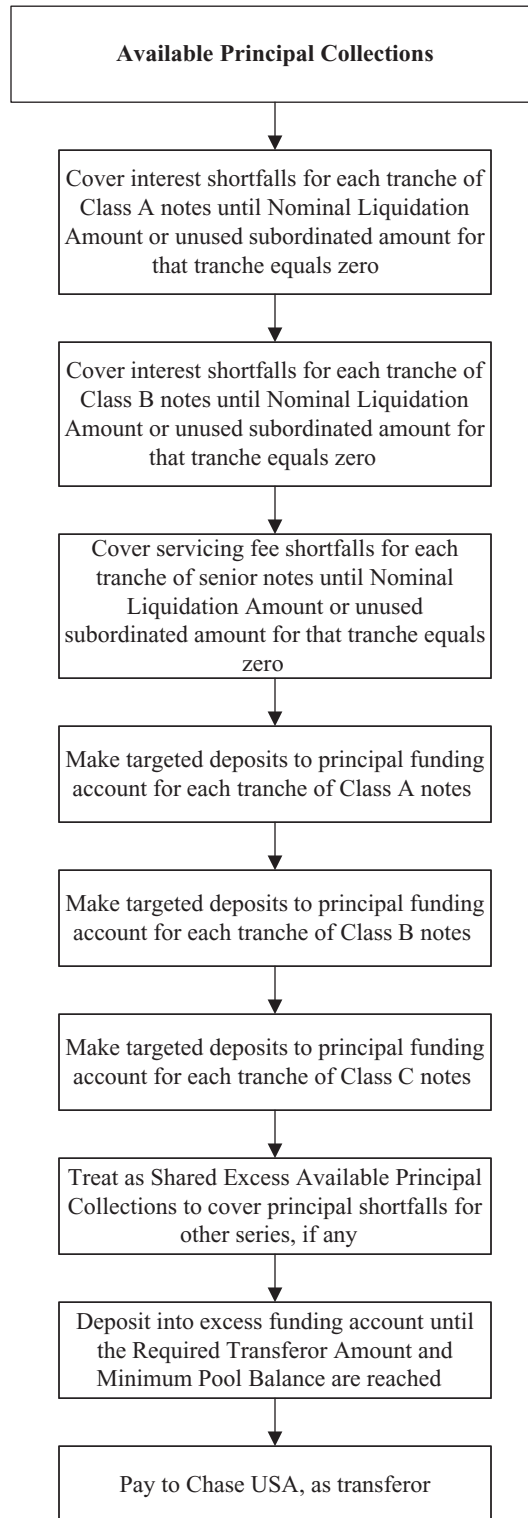 Available Principal Collections
Cover interest shortfalls for each tranche of
Class A notes until Nominal Liquidation
Amount or unused subordinated amount for
that tranche equals zero
Cover interest shortfalls for each tranche of
Class B notes until Nominal Liquidation
Amount or unused subordinated amount for
that tranche equals zero
Cover servicing fee shortfalls for each
tranche of senior notes until Nominal
Liquidation Amount or unused
subordinated amount for that tranche equals
zero
Make targeted deposits to principal funding
account for each tranche of Class A notes
Make targeted deposits to principal funding
account for each tranche of Class B notes
Make targeted deposits to principal funding
account for each tranche of Class C notes
Treat as Shared Excess Available Principal
Collections to cover principal shortfalls for
other series, if any
Deposit into excess funding account until
the Required Transferor Amount and
Minimum Pool Balance are reached
Pay to Chase USA, as transferor